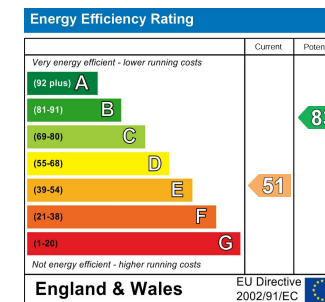 Energy Efficiency Rating
Current
Very energy efficient - lower running costs
(92 plus) A
(81-91) B
(69-80) C
(55-68) D
(39-54) E
51
(21-38) F
(1-20) G
Not energy efficient - higher running costs
England & Wales
EU Directive
2002/91/EC